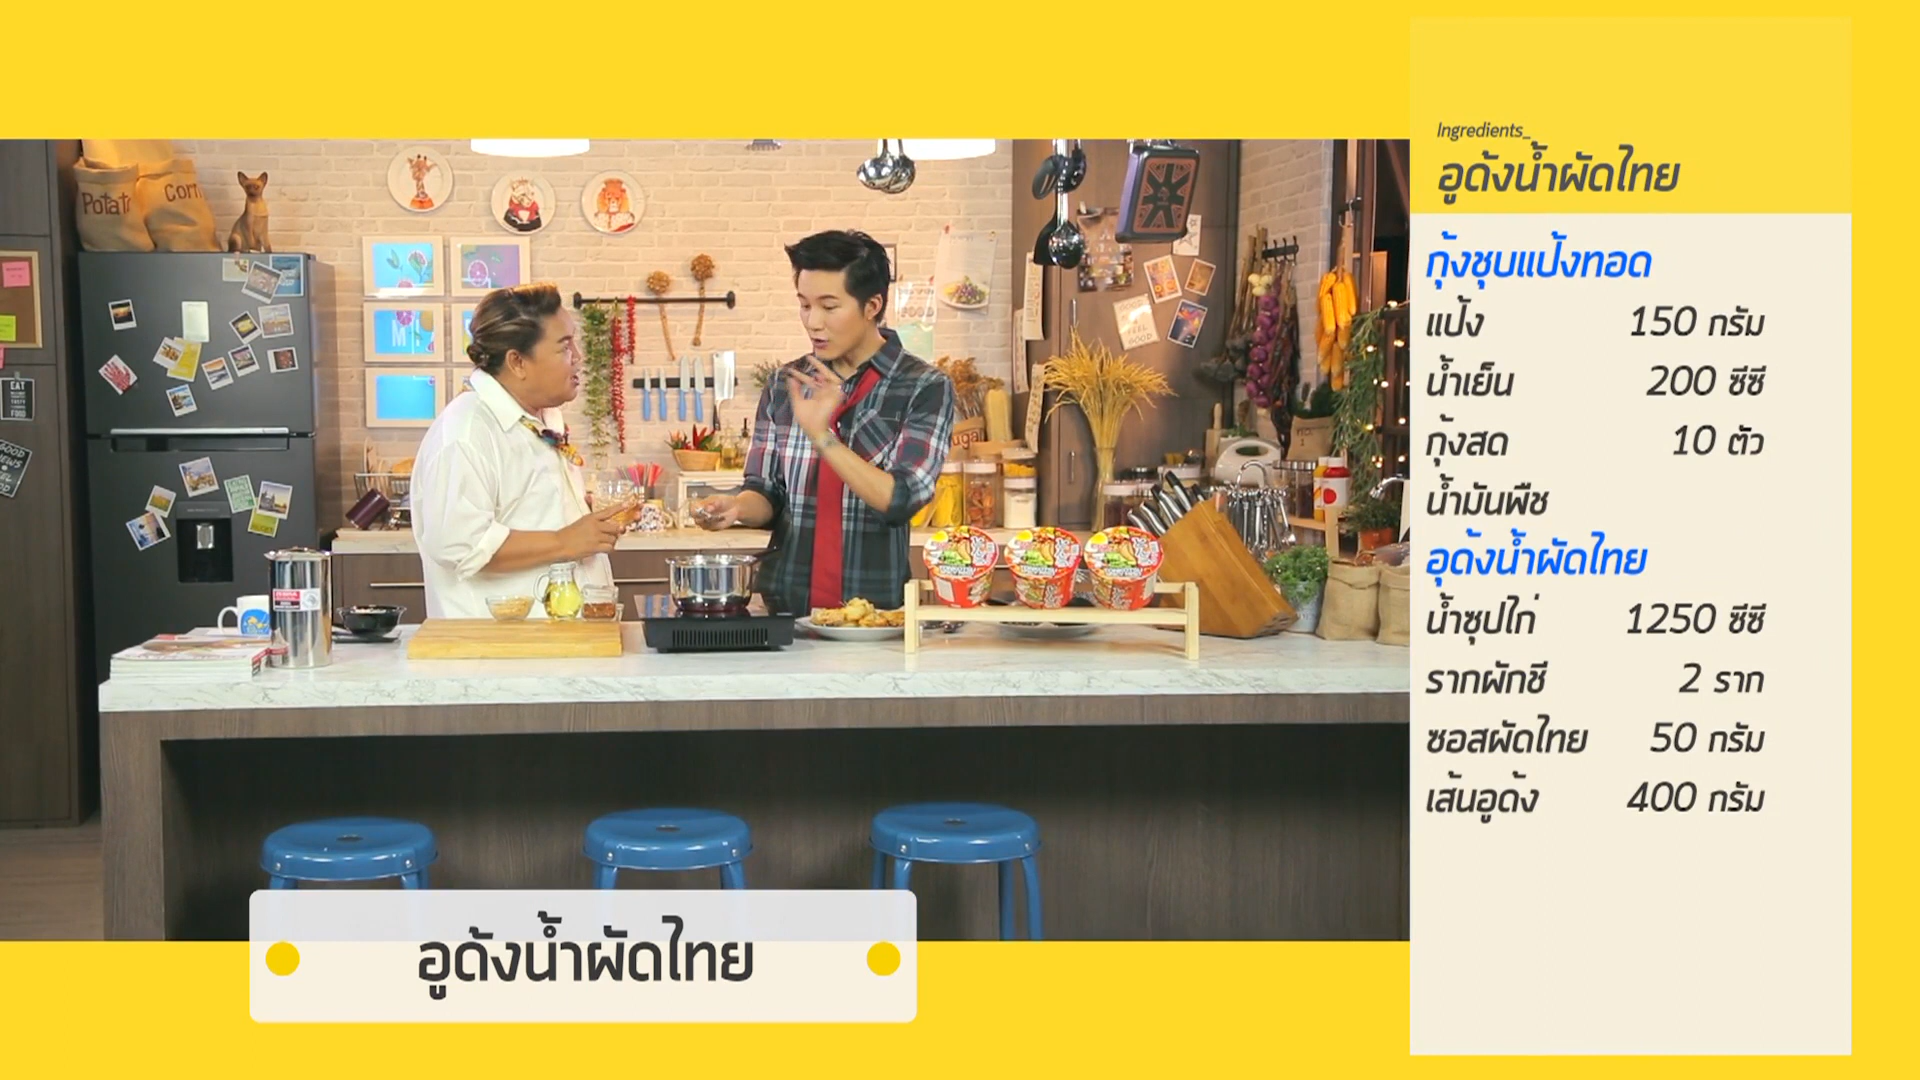 Ingredients_
อูด้งน้ำผัดไทย
กุ้งชุบแป้งทอด
แป้ง 150 กรัม
น้ำเย็น 200 ซีซี
กุ้งสด 10 ตัว
น้ำมันพืช
อุด้งน้ำผัดไทย
น้ำซุปไก่ 1250 ซีซี
รากผักชี 2 ราก
ซอสผัดไทย 50 กรัม
เส้นอูด้ง 400 กรัม
Potato
Corn
EAT
FOOD
GOOD
อูด้งน้ำผัดไทย